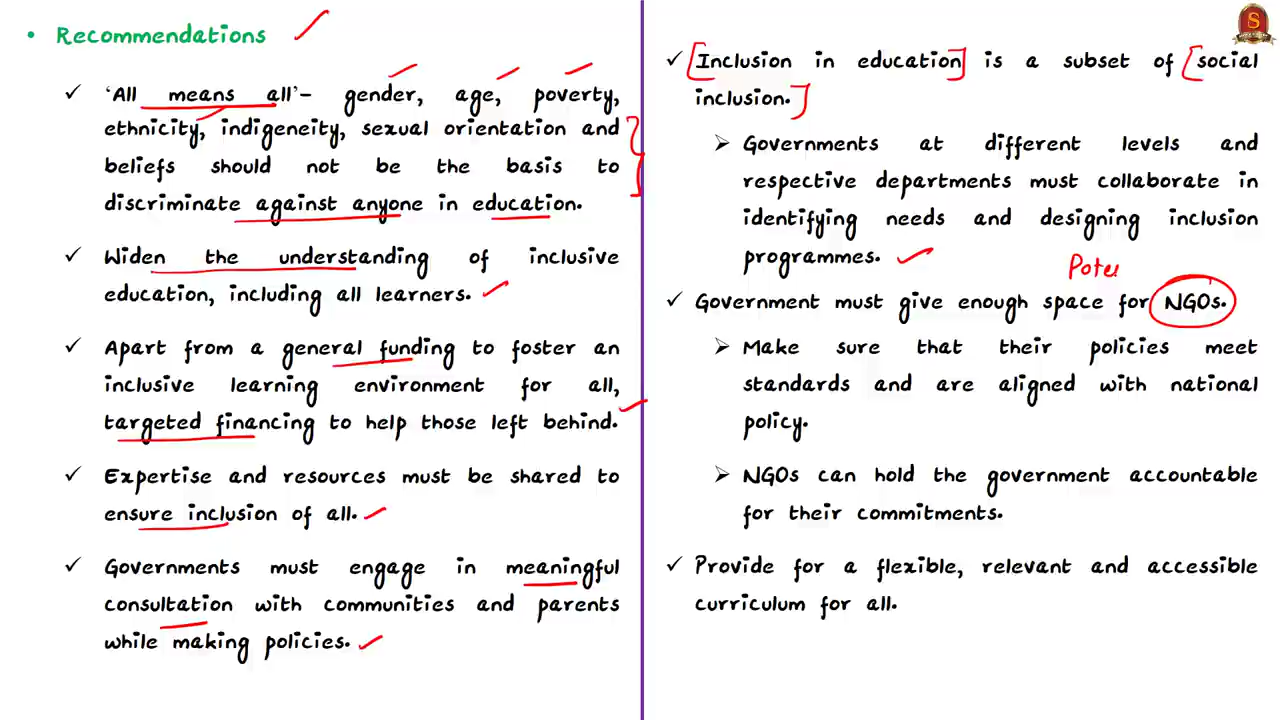 • Recommendations
✓ 'All means all'- gender, age, poverty,
ethnicity, indigeneity, sexual orientation and
beliefs should not be the basis to
discriminate against anyone in education.
✓ Widen the understanding of inclusive
education, including all learners.
✓ Apart from a general funding to foster an
inclusive learning environment for all,
targeted financing to help those left behind.
✓ Expertise and resources must be shared to
ensure inclusion of all.
✓ Governments must engage in meaningful
consultation with communities and parents
while making policies.
✓ [Inclusion in education] is a subset of [social
inclusion.]
➢ Governments at different levels and
respective departments must collaborate in
identifying needs and designing inclusion
programmes.
Pote
✓ Government must give enough space for NGOs.
➢ Make sure that their policies meet
standards and are aligned with national
policy.
➢ NGOs can hold the government accountable
for their commitments.
✓ Provide for a flexible, relevant and accessible
curriculum for all.
S